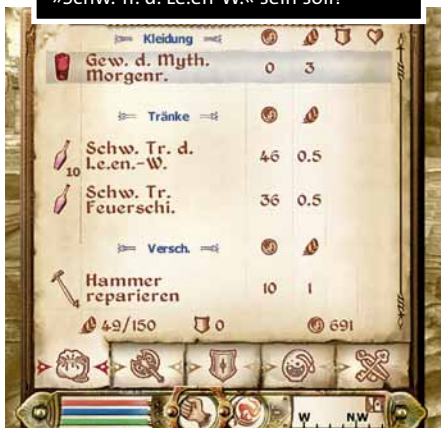 »Schw. Tr. d. Le.en-W.« sein soll?
Kleidung
Gew. d. Myth. Morgenr. 0 3
Tränke
10
Schw. Tr. d. Le.en.-W. 46 0.5
Schw. Tr. Feuerschi. 36 0.5
Versch.
Hammer reparieren 10 1
49/150 0 691
W NW